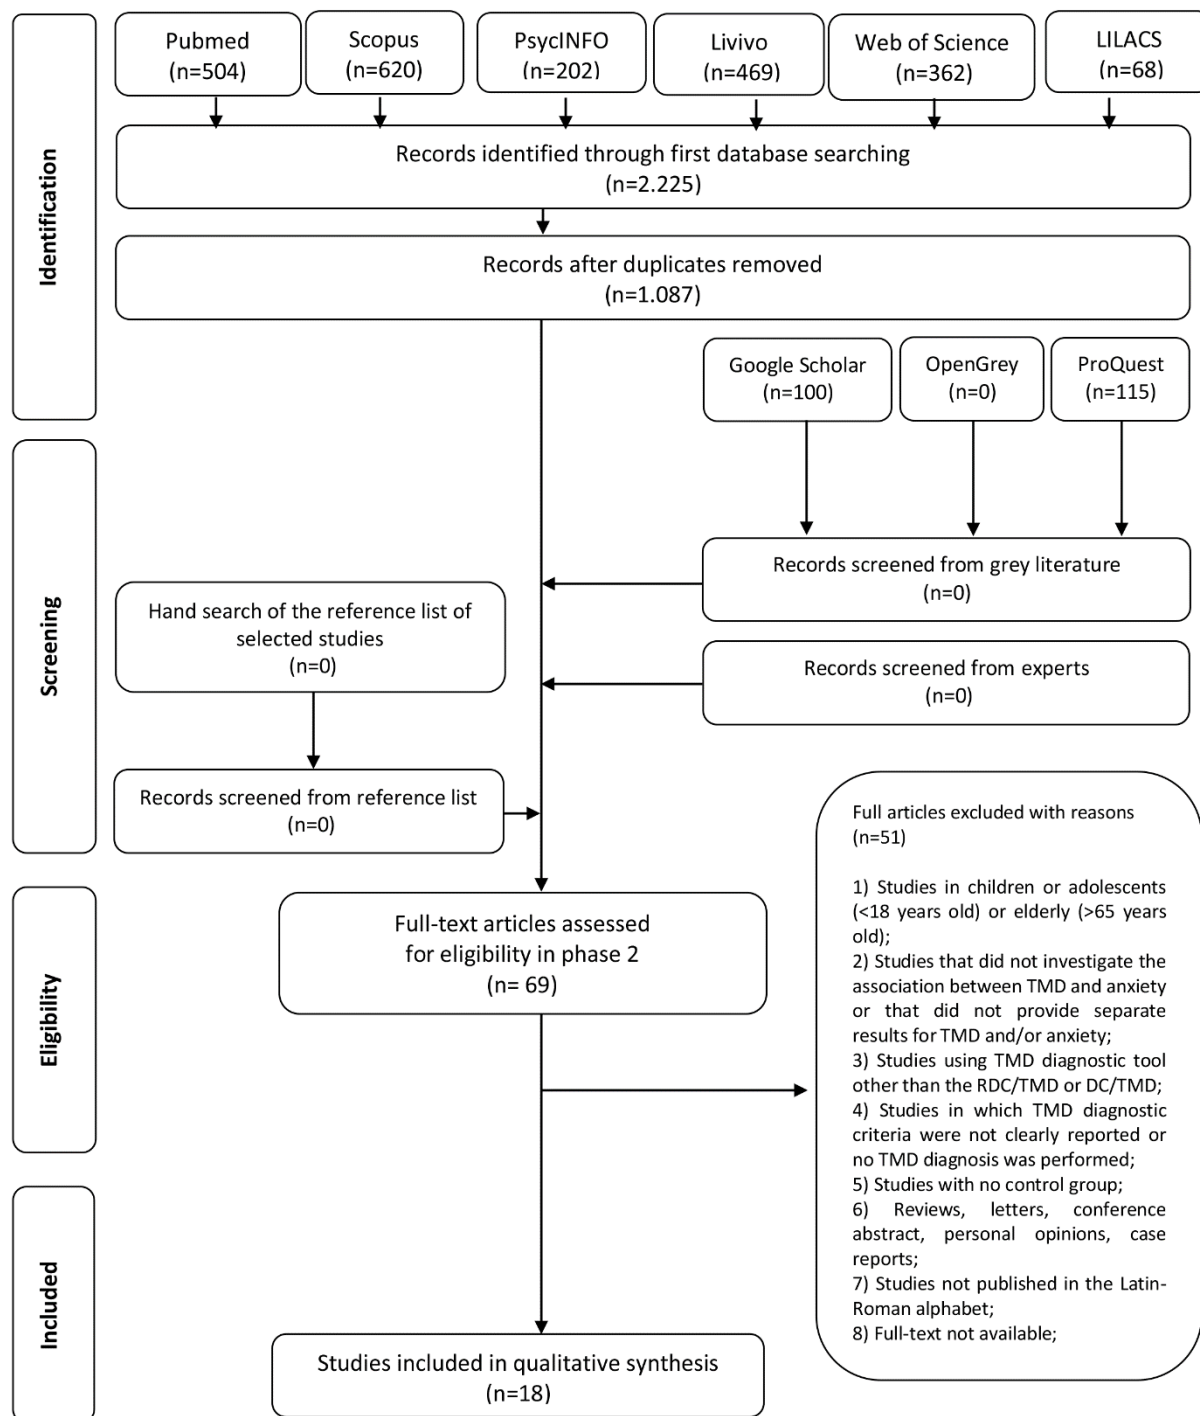 Identification
Pubmed
(n=504)
Scopus
(n=620)
PsycINFO
(n=202)
Livivo
(n=469)
Web of Science
(n=362)
LILACS
(n=68)
Records identified through first database searching
(n=2.225)
Records after duplicates removed
(n=1.087)
Google Scholar
(n=100)
OpenGrey
(n=0)
ProQuest
(n=115)
Screening
Records screened from grey literature
(n=0)
Hand search of the reference list of
selected studies
(n=0)
Records screened from experts
(n=0)
Records screened from reference list
(n=0)
Full articles excluded with reasons
(n=51)
1) Studies in children or adolescents
(<18 years old) or elderly (>65 years
old);
2) Studies that did not investigate the
association between TMD and anxiety
or that did not provide separate
results for TMD and/or anxiety;
3) Studies using TMD diagnostic tool
other than the RDC/TMD or DC/TMD;
4) Studies in which TMD diagnostic
criteria were not clearly reported or
no TMD diagnosis was performed;
5) Studies with no control group;
6) Reviews, letters, conference
abstract, personal opinions, case
reports;
7) Studies not published in the Latin-
Roman alphabet;
8) Full-text not available;
Eligibility
Full-text articles assessed
for eligibility in phase 2
(n= 69)
Included
Studies included in qualitative synthesis
(n=18)